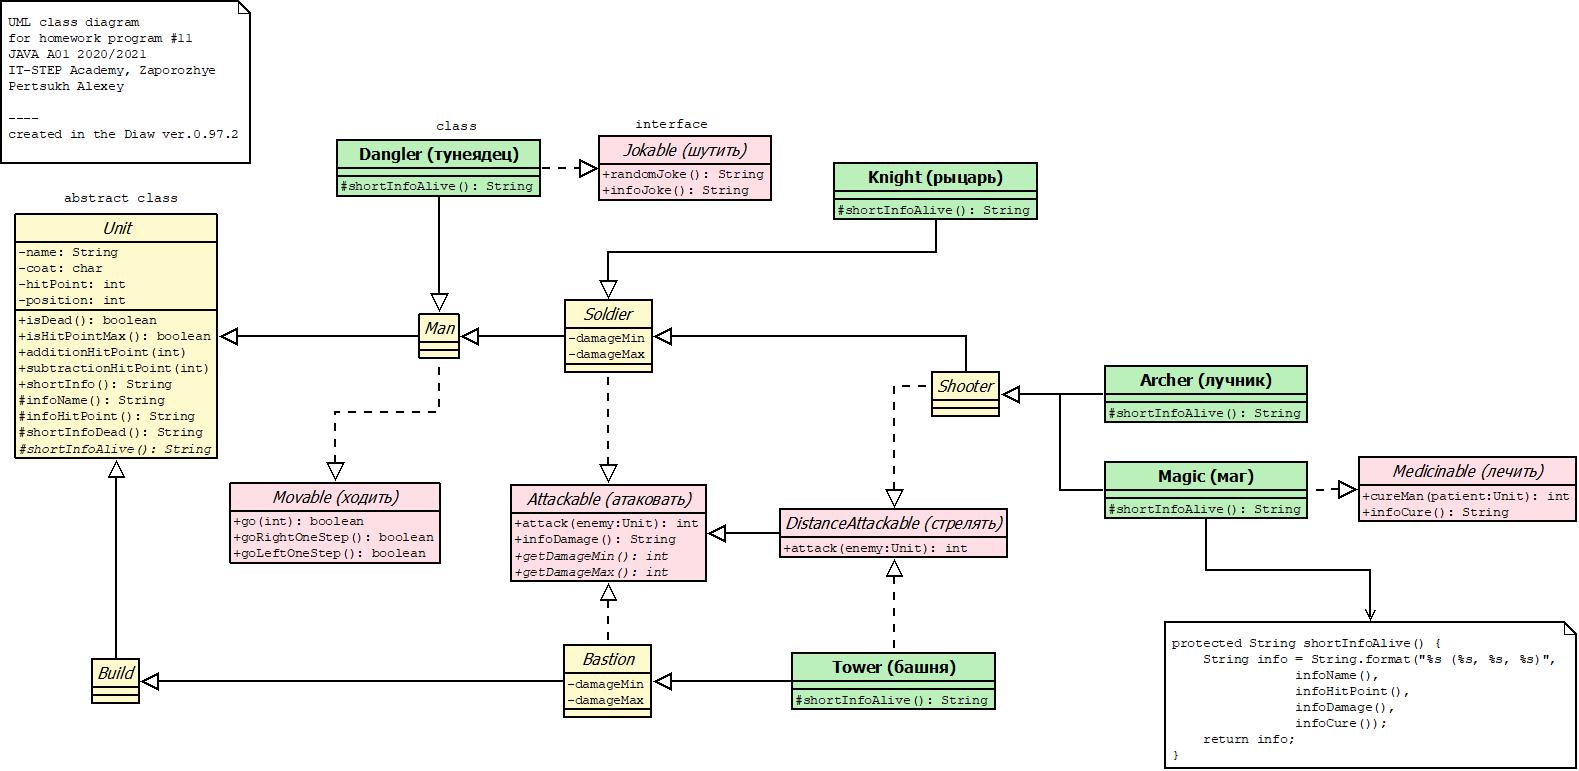 UML class diagram
for homework program #11
JAVA A01 2020/2021
IT-STEP Academy, Zaporozhye
Pertsukh Alexey
----
created in the Diaw ver.0.97.2
class
Dangler (тунеядец)
#shortInfoAlive(): String
interface
Jokable (шутить)
+randomJoke(): String
+infoJoke(): String
Knight (рыцарь)
#shortInfoAlive(): String
abstract class
Unit
-name: String
-coat: char
-hitPoint: int
-position: int
+isDead(): boolean
+isHitPointMax(): boolean
+additionHitPoint(int)
+subtractionHitPoint(int)
+shortInfo(): String
#infoName(): String
#infoHitPoint(): String
#shortInfoDead(): String
#shortInfoAlive(): String
Man
Soldier
-damageMin
-damageMax
Shooter
Archer (лучник)
#shortInfoAlive(): String
Magic (маг)
#shortInfoAlive(): String
Medicinable (лечить)
+cureMan(patient:Unit): int
+infoCure(): String
Movable (ходить)
+go(int): boolean
+goRightOneStep(): boolean
+goLeftOneStep(): boolean
Attackable (атаковать)
+attack(enemy:Unit): int
+infoDamage(): String
+getDamageMin(): int
+getDamageMax(): int
DistanceAttackable (стрелять)
+attack(enemy:Unit): int
Build
Bastion
-damageMin
-damageMax
Tower (башня)
#shortInfoAlive(): String
protected String shortInfoAlive() {
    String info = String.format("%s (%s, %s, %s)",
                infoName(),
                infoHitPoint(),
                infoDamage(),
                infoCure());
    return info;
}